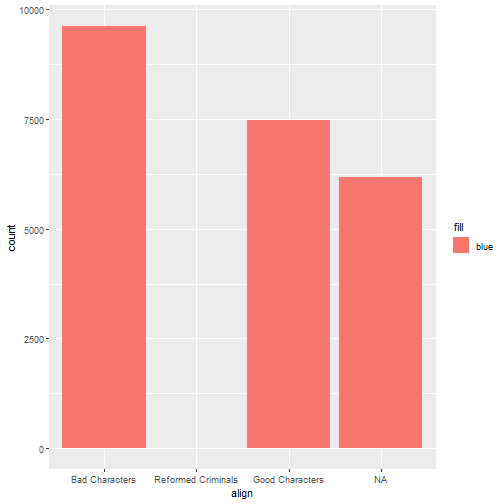 10000
7500
5000
2500
0
count
Bad Characters
Reformed Criminals
Good Characters
NA
align
fill
blue